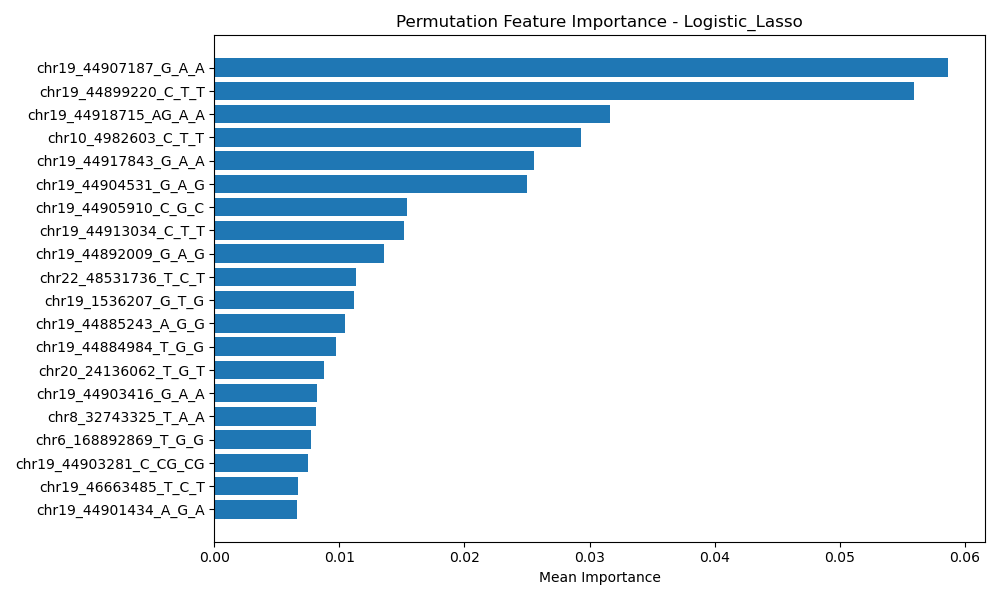 Permutation Feature Importance - Logistic_Lasso
chr19_44907187_G_A_A
chr19_44899220_C_T_T
chr19_44918715_AG_A_A
chr10_4982603_C_T_T
chr19_44917843_G_A_A
chr19_44904531_G_A_G
chr19_44905910_C_G_C
chr19_44913034_C_T_T
chr19_44892009_G_A_G
chr22_48531736_T_C_T
chr19_1536207_G_T_G
chr19_44885243_A_G_G
chr19_44884984_T_G_G
chr20_24136062_T_G_T
chr19_44903416_G_A_A
chr8_32743325_T_A_A
chr6_168892869_T_G_G
chr19_44903281_C_CG_CG
chr19_46663485_T_C_T
chr19_44901434_A_G_A
0.00 0.01 0.02 0.03 0.04 0.05 0.06
Mean Importance